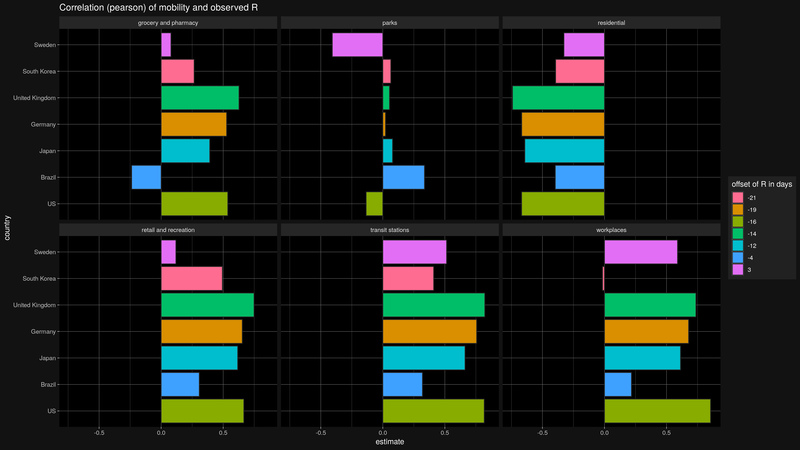 Correlation (pearson) of mobility and observed R
grocery and pharmacy
parks
residential
Sweden
South Korea
United Kingdom
Germany
Japan
Brazil
US
country
retail and recreation
transit stations
workplaces
Sweden
South Korea
United Kingdom
Germany
Japan
Brazil
US
-0.5 0.0 0.5
-0.5 0.0 0.5
-0.5 0.0 0.5
estimate
offset of R in days
-21
-19
-16
-14
-12
-4
3